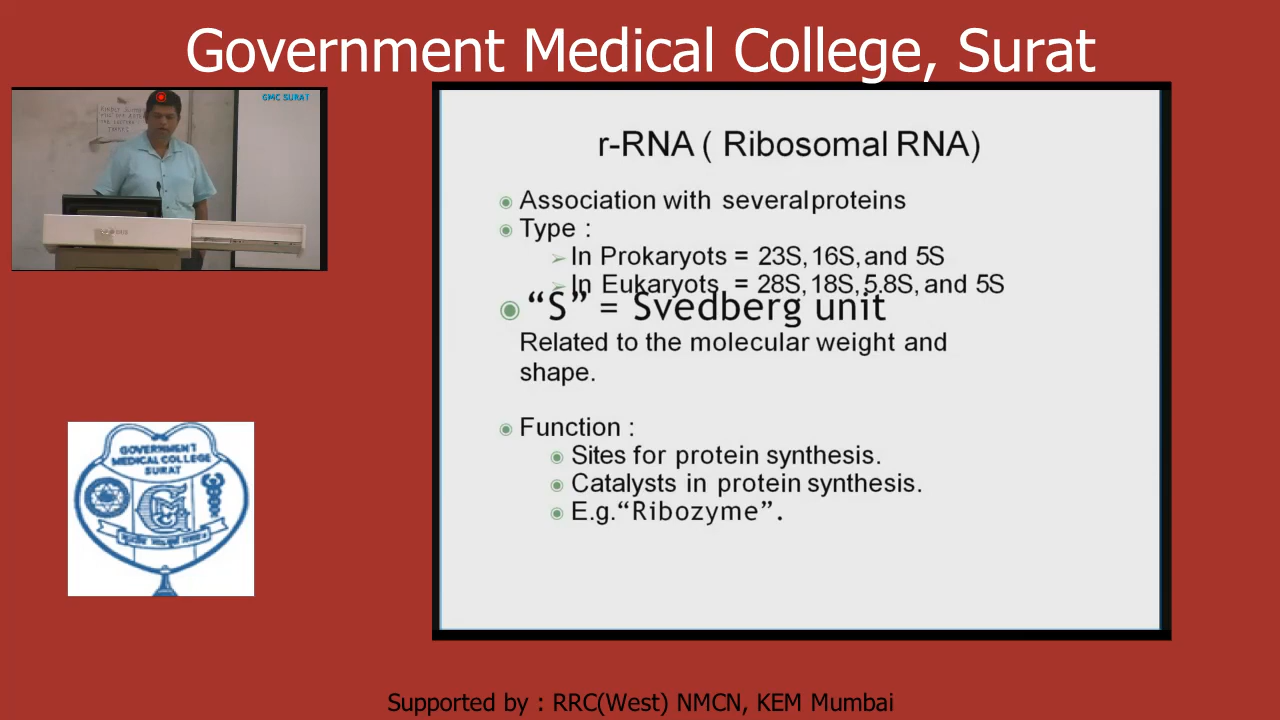 Government Medical College, Surat
GMC SURAT
r-RNA ( Ribosomal RNA)
Association with severalproteins
Type :
In Prokaryots = 23S,16S,and 5S
In Eukaryots = 28S,18S,5.8S,and 5S
“S” = Svedberg unit
Related to the molecular weight and
shape.
Function :
Sites for protein synthesis.
Catalysts in protein synthesis.
E.g.“Ribozyme”.
GOVERNMENT
MEDICAL COLLEGE
SURAT
Supported by : RRC(West) NMCN, KEM Mumbai